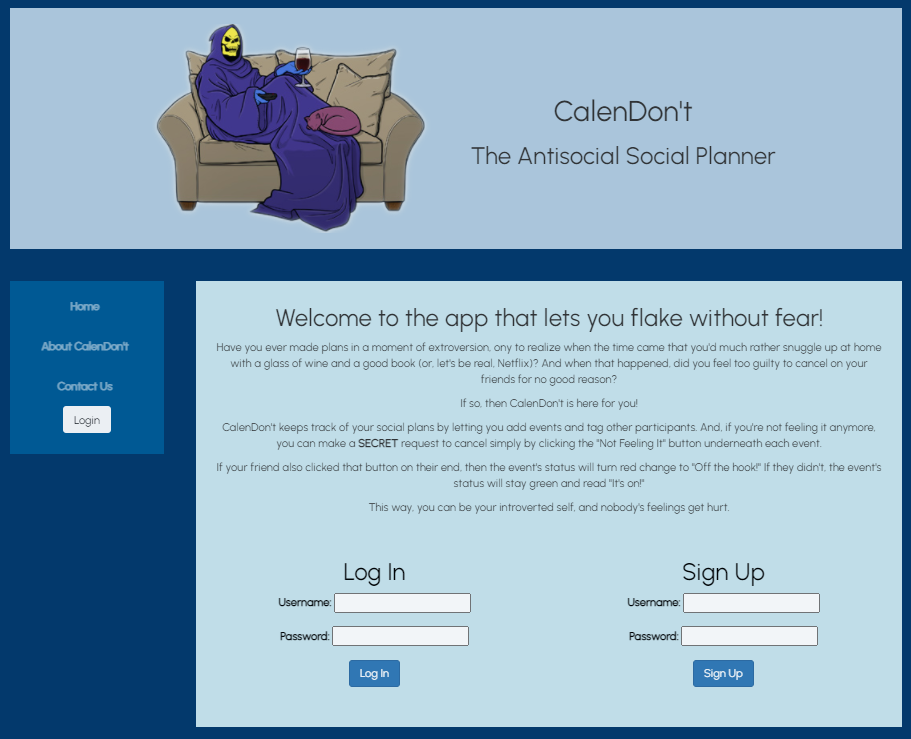 CalenDon't
The Antisocial Social Planner
Home
About CalenDon't
Contact Us
Login
Welcome to the app that lets you flake without fear!
Have you ever made plans in a moment of extroversion, ony to realize when the time came that you'd much rather snuggle up at home
with a glass of wine and a good book (or, let's be real, Netflix)? And when that happened, did you feel too guilty to cancel on your
friends for no good reason?
If so, then CalenDon't is here for you!
CalenDon't keeps track of your social plans by letting you add events and tag other participants. And, if you're not feeling it anymore,
you can make a SECRET request to cancel simply by clicking the "Not Feeling It" button underneath each event.
If your friend also clicked that button on their end, then the event's status will turn red change to "Off the hook!" If they didn't, the event's
status will stay green and read "It's on!"
This way, you can be your introverted self, and nobody's feelings get hurt.
Log In
Username:
Password:
Log In
Sign Up
Username:
Password:
Sign Up